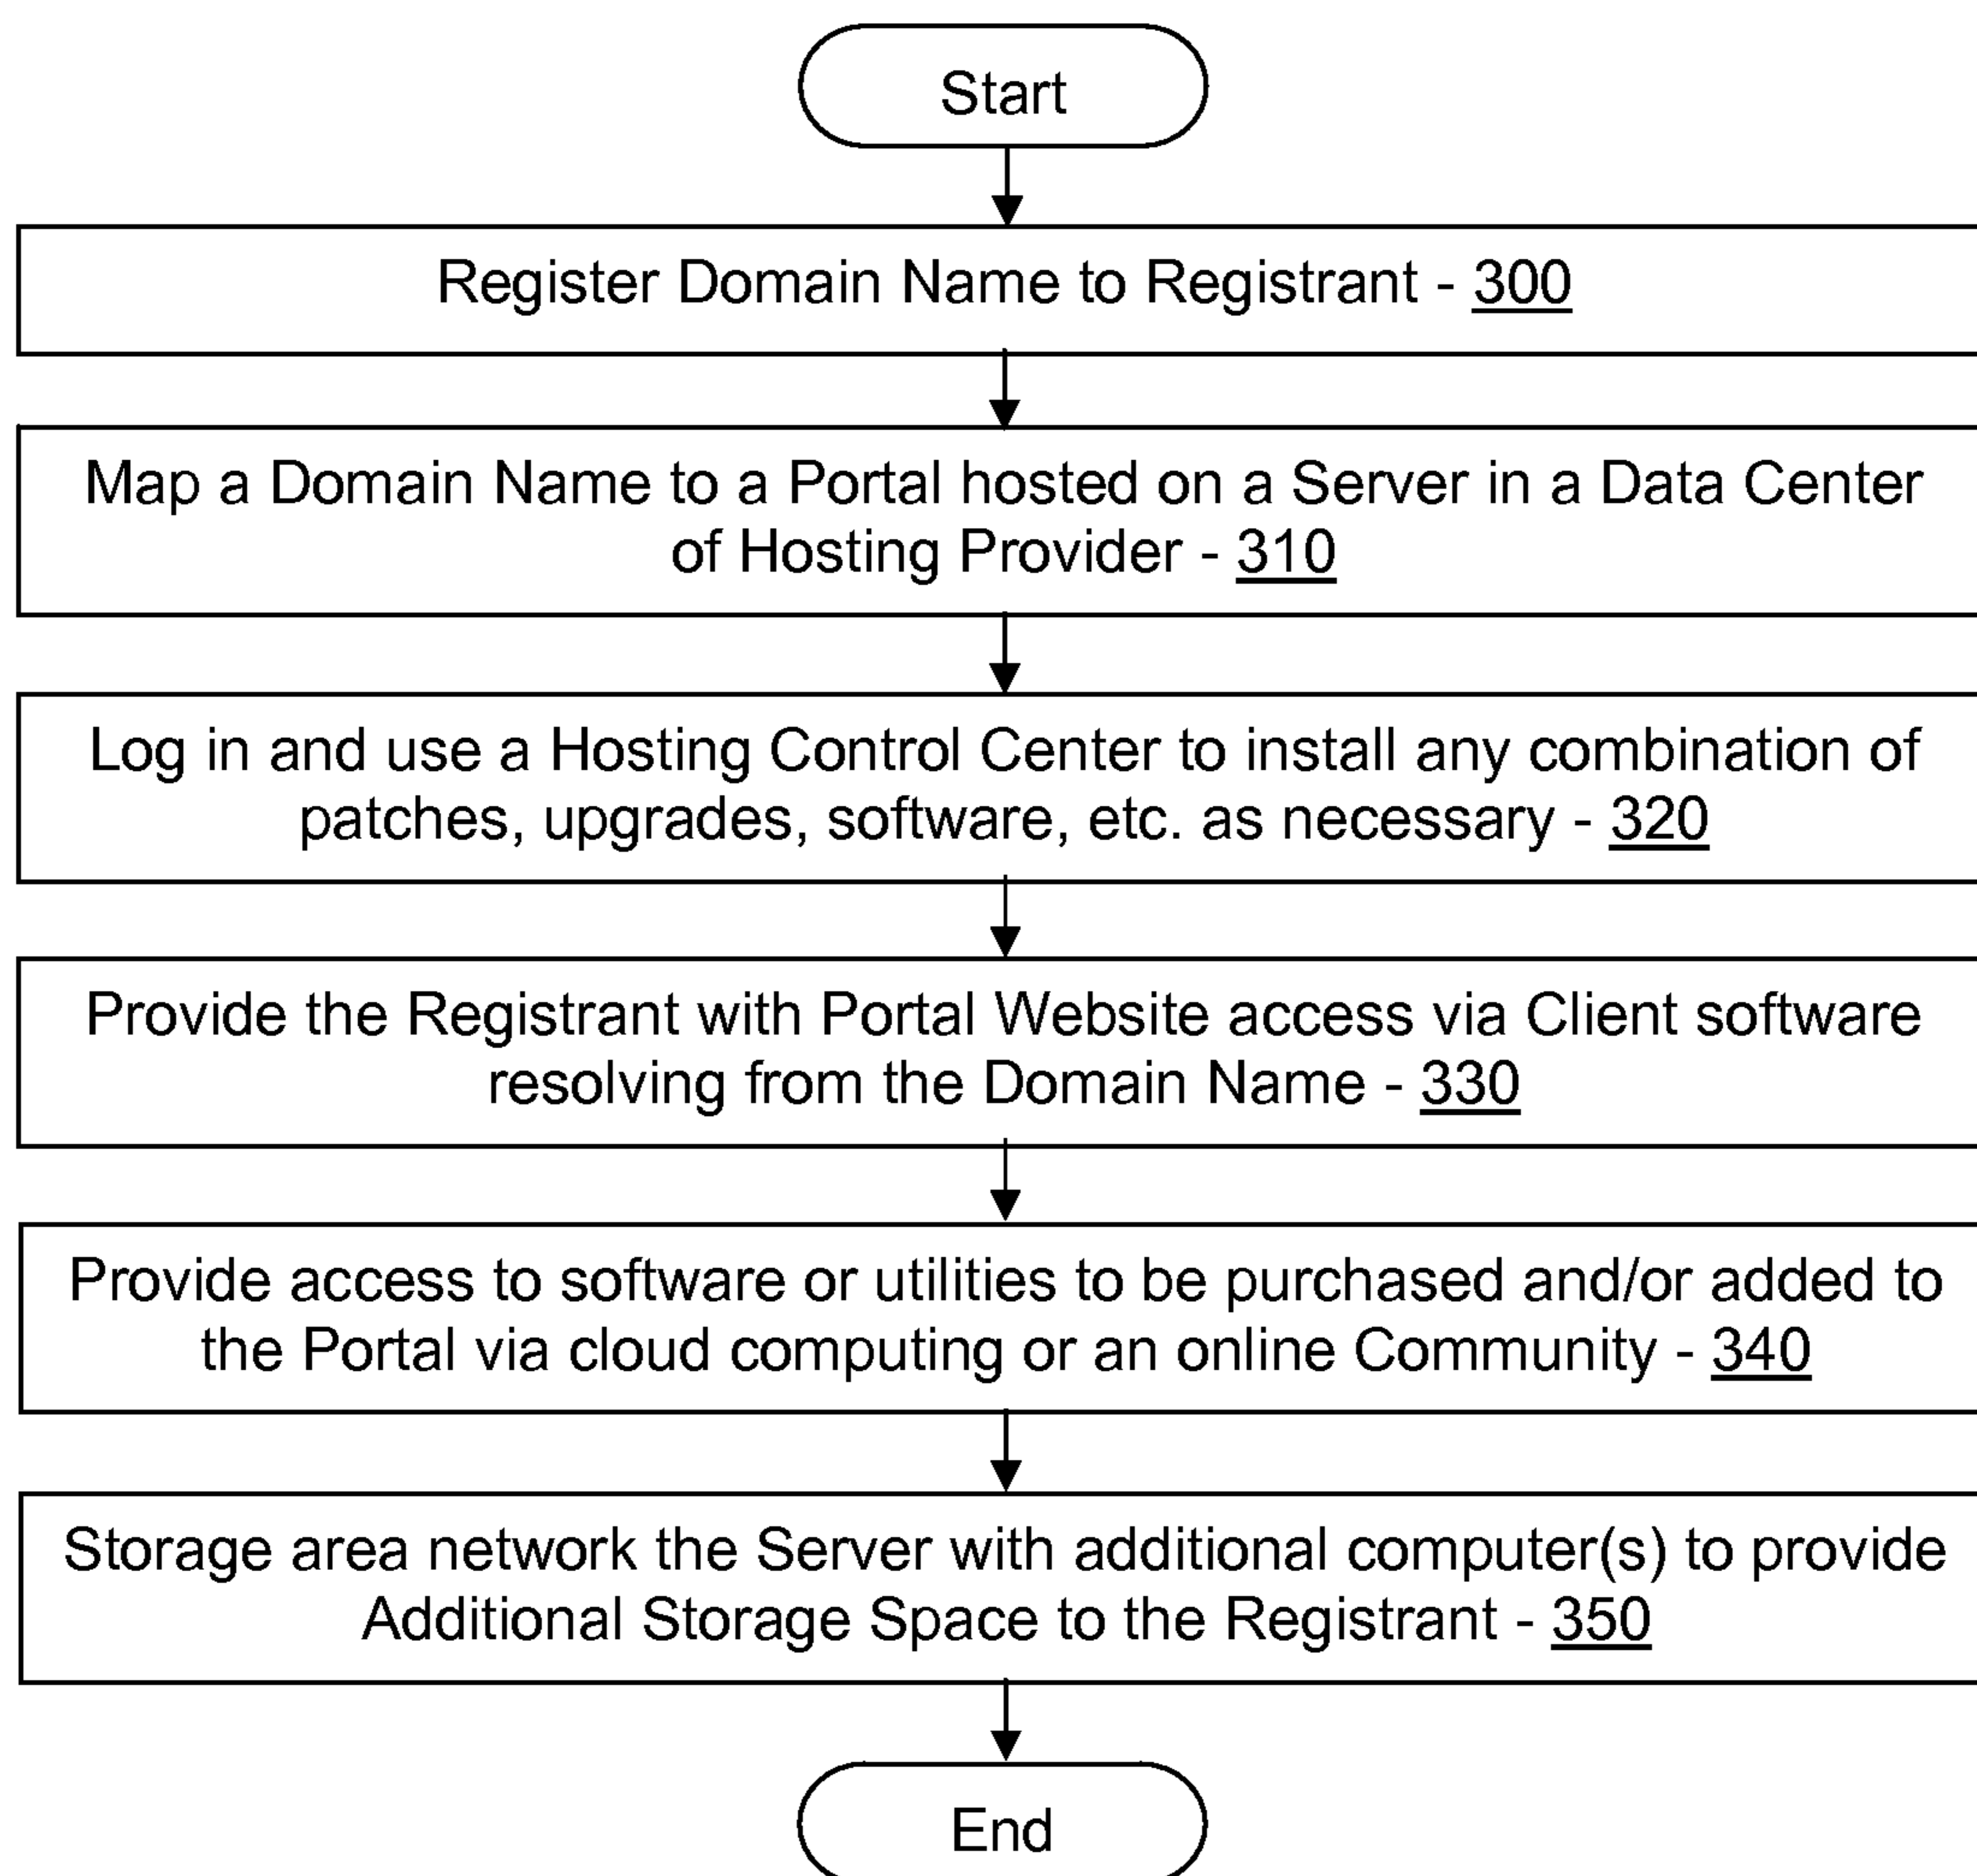 Start
Register Domain Name to Registrant - 300
Map a Domain Name to a Portal hosted on a Server in a Data Center
of Hosting Provider - 310
Log in and use a Hosting Control Center to install any combination of
patches, upgrades, software, etc. as necessary - 320
Provide the Registrant with Portal Website access via Client software
resolving from the Domain Name - 330
Provide access to software or utilities to be purchased and/or added to
the Portal via cloud computing or an online Community - 340
Storage area network the Server with additional computer(s) to provide
Additional Storage Space to the Registrant - 350
End